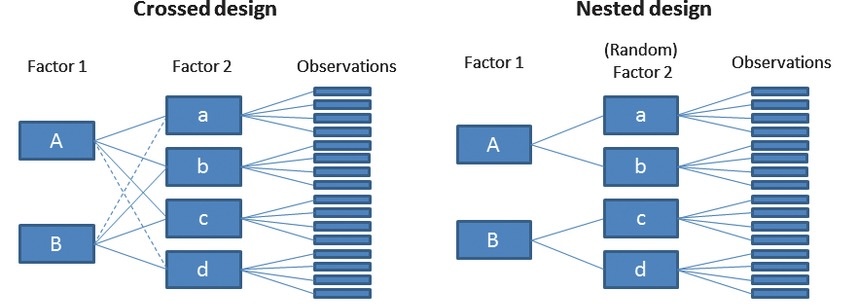 Crossed design
Factor 1
Factor 2
Observations
A
B
a
b
c
d
Nested design
Factor 1
(Random)
Factor 2
Observations
A
B
a
b
c
d